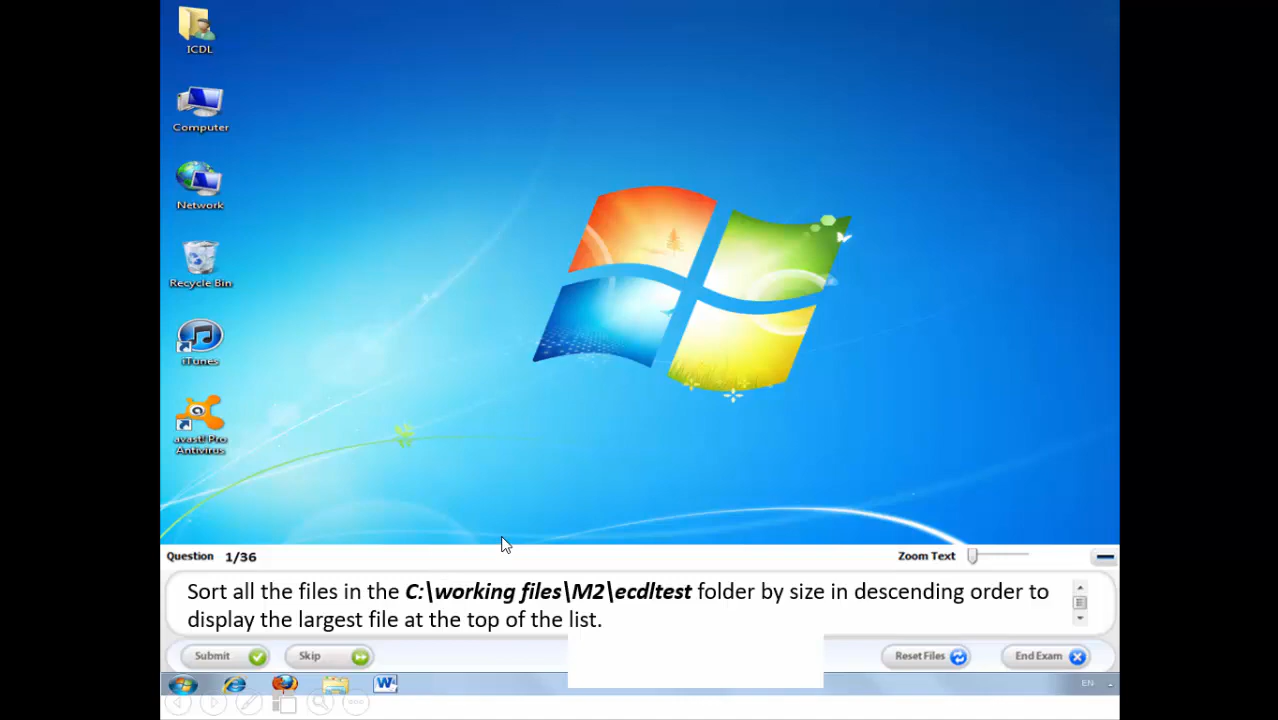 ICDL
Computer
Network
Recycle Bin
iTunes
avast! Pro
Antivirus
Question 1/36
Zoom Text
Sort all the files in the C:\working files\M2\ecdltest folder by size in descending order to
display the largest file at the top of the list.
Submit
Skip
Reset Files
End Exam
EN